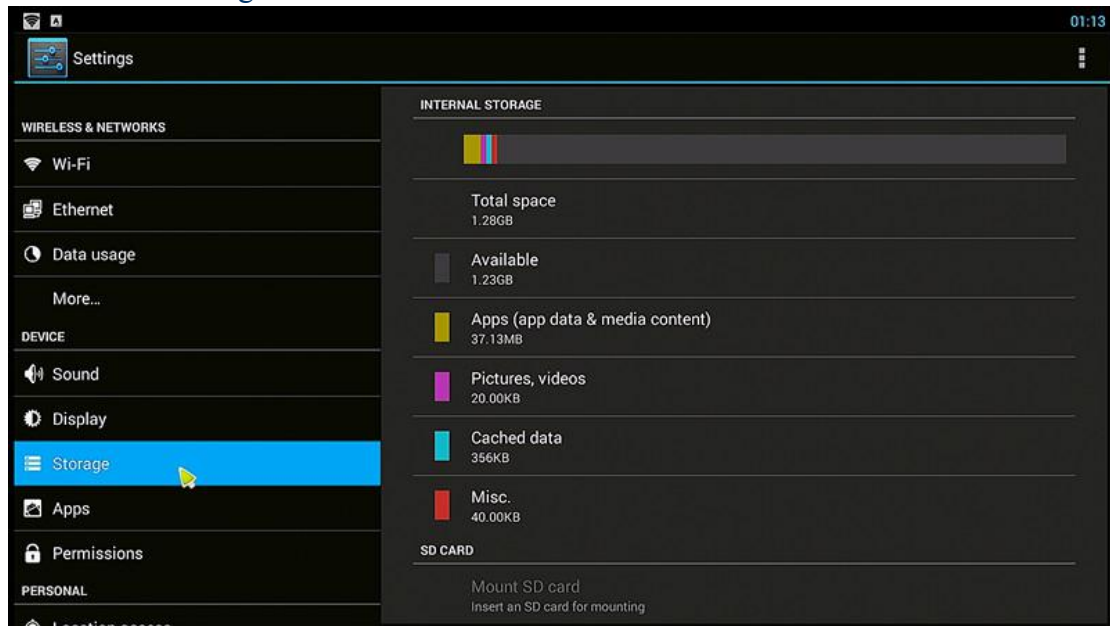 01:13
Settings
WIRELESS & NETWORKS
Wi-Fi
Ethernet
Data usage
More...
DEVICE
Sound
Display
Storage
Apps
Permissions
PERSONAL
Location access
INTERNAL STORAGE
Total space
1.28GB
Available
1.23GB
Apps (app data & media content)
37.13MB
Pictures, videos
20.00KB
Cached data
356KB
Misc.
40.00KB
SD CARD
Mount SD card
Insert an SD card for mounting